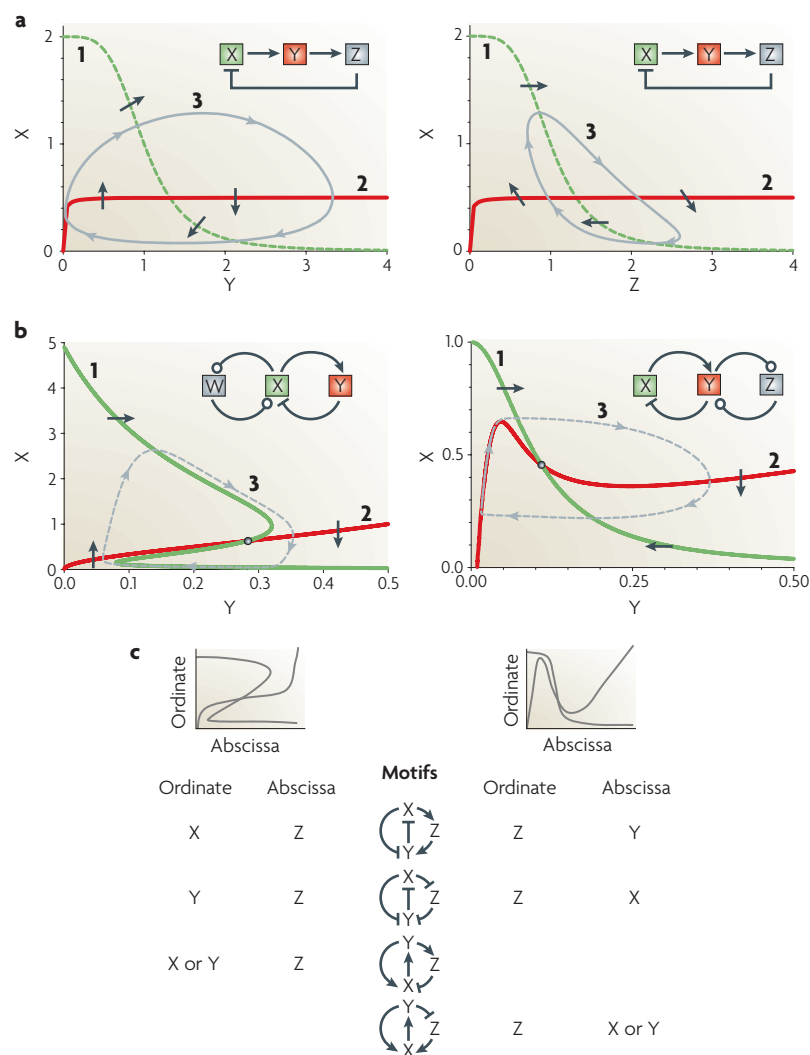 a
2
1
0
X
1
2
3
X
Y
Z
0
1
2
3
4
Y
2
1
0
X
1
2
3
X
Y
Z
0
1
2
3
4
Z
b
5
4
3
2
1
0
X
1
2
3
W
X
Y
0.0
0.1
0.2
0.3
0.4
0.5
Y
1.0
0.5
0.0
X
1
2
3
X
Y
Z
0.00
0.25
0.50
Y
c
Ordinate
Abscissa
Ordinate
Abscissa
Motifs
Ordinate Abscissa
Ordinate Abscissa
X Z
X
Z
Y
Z Y
Y Z
X
Z
Y
Z X
X or Y Z
Y
Z
X
Y
Z
X
Z X or Y